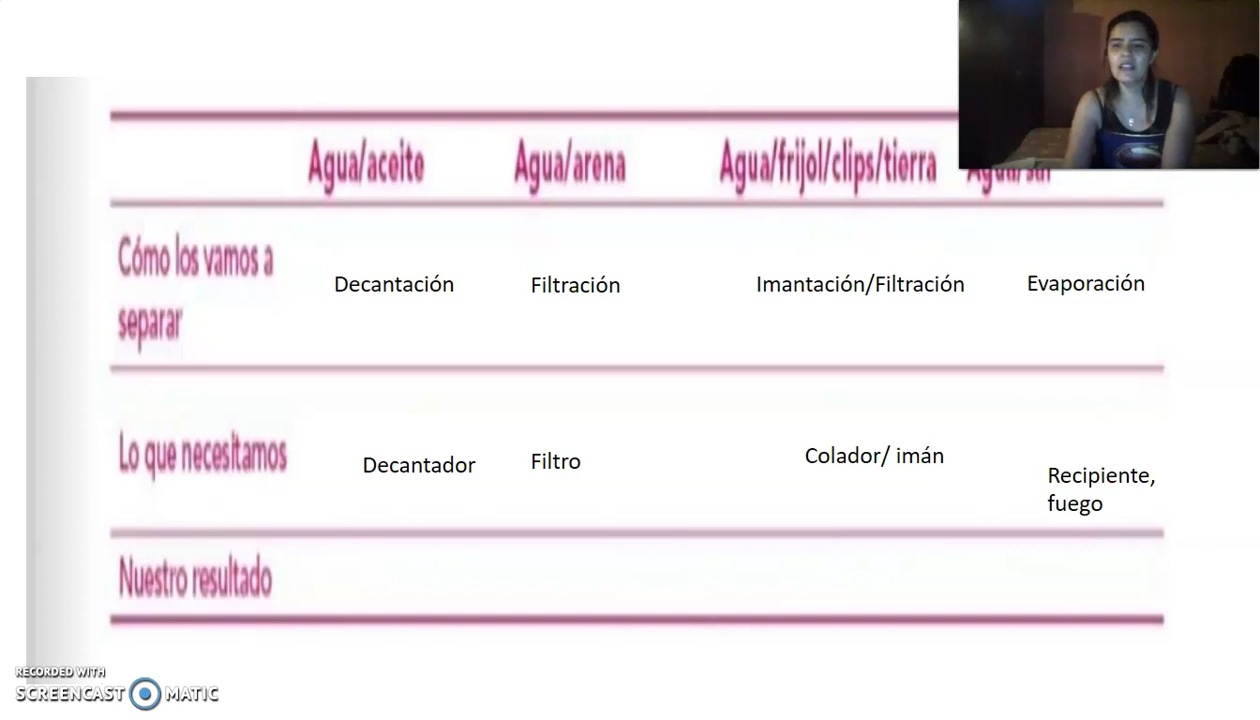 Agua/aceite Agua/arena Agua/frijol/clips/tierra
Cómo los vamos a
separar
Decantación Filtración Imantación/Filtración Evaporación
Lo que necesitamos
Decantador Filtro Colador/ imán Recipiente,
fuego
Nuestro resultado
RECORDED WITH
SCREENCAST MATIC